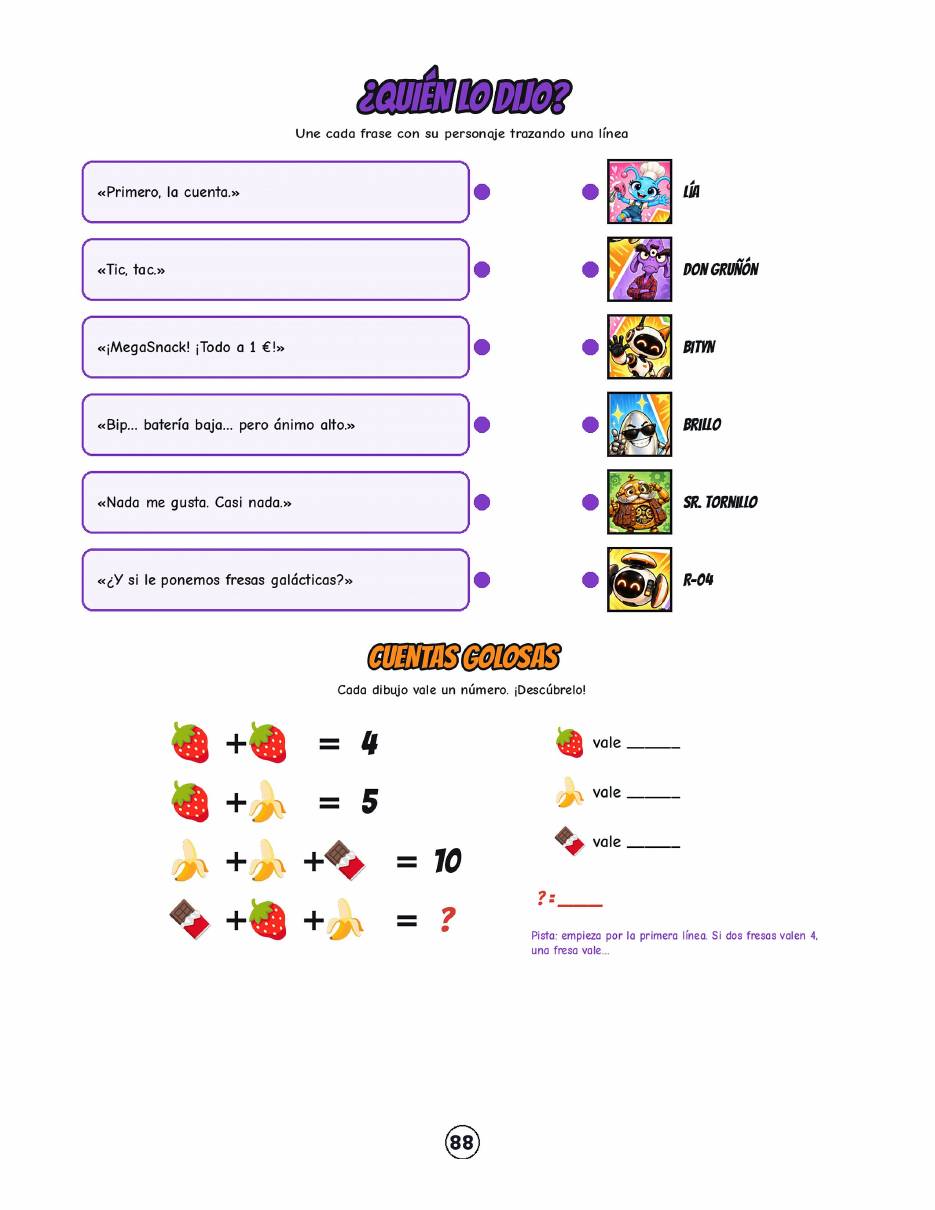 ¿QUIÉN LO DIJO?
Une cada frase con su personaje trazando una línea
«Primero, la cuenta.»
LÍA
«Tic, tac.»
DON GRUÑÓN
«¡MegaSnack! ¡Todo a 1 €!»
BITYN
«Bip... batería baja... pero ánimo alto.»
BRILLO
«Nada me gusta. Casi nada.»
SR. TORNILLO
«¿Y si le ponemos fresas galácticas?»
R-04
CUENTAS GOLOSAS
Cada dibujo vale un número. ¡Descúbrelo!
+ = 4
+ = 5
+ + = 10
+ + = ?
vale ______
vale ______
vale ______
? = _____
Pista: empieza por la primera línea. Si dos fresas valen 4,
una fresa vale...
88